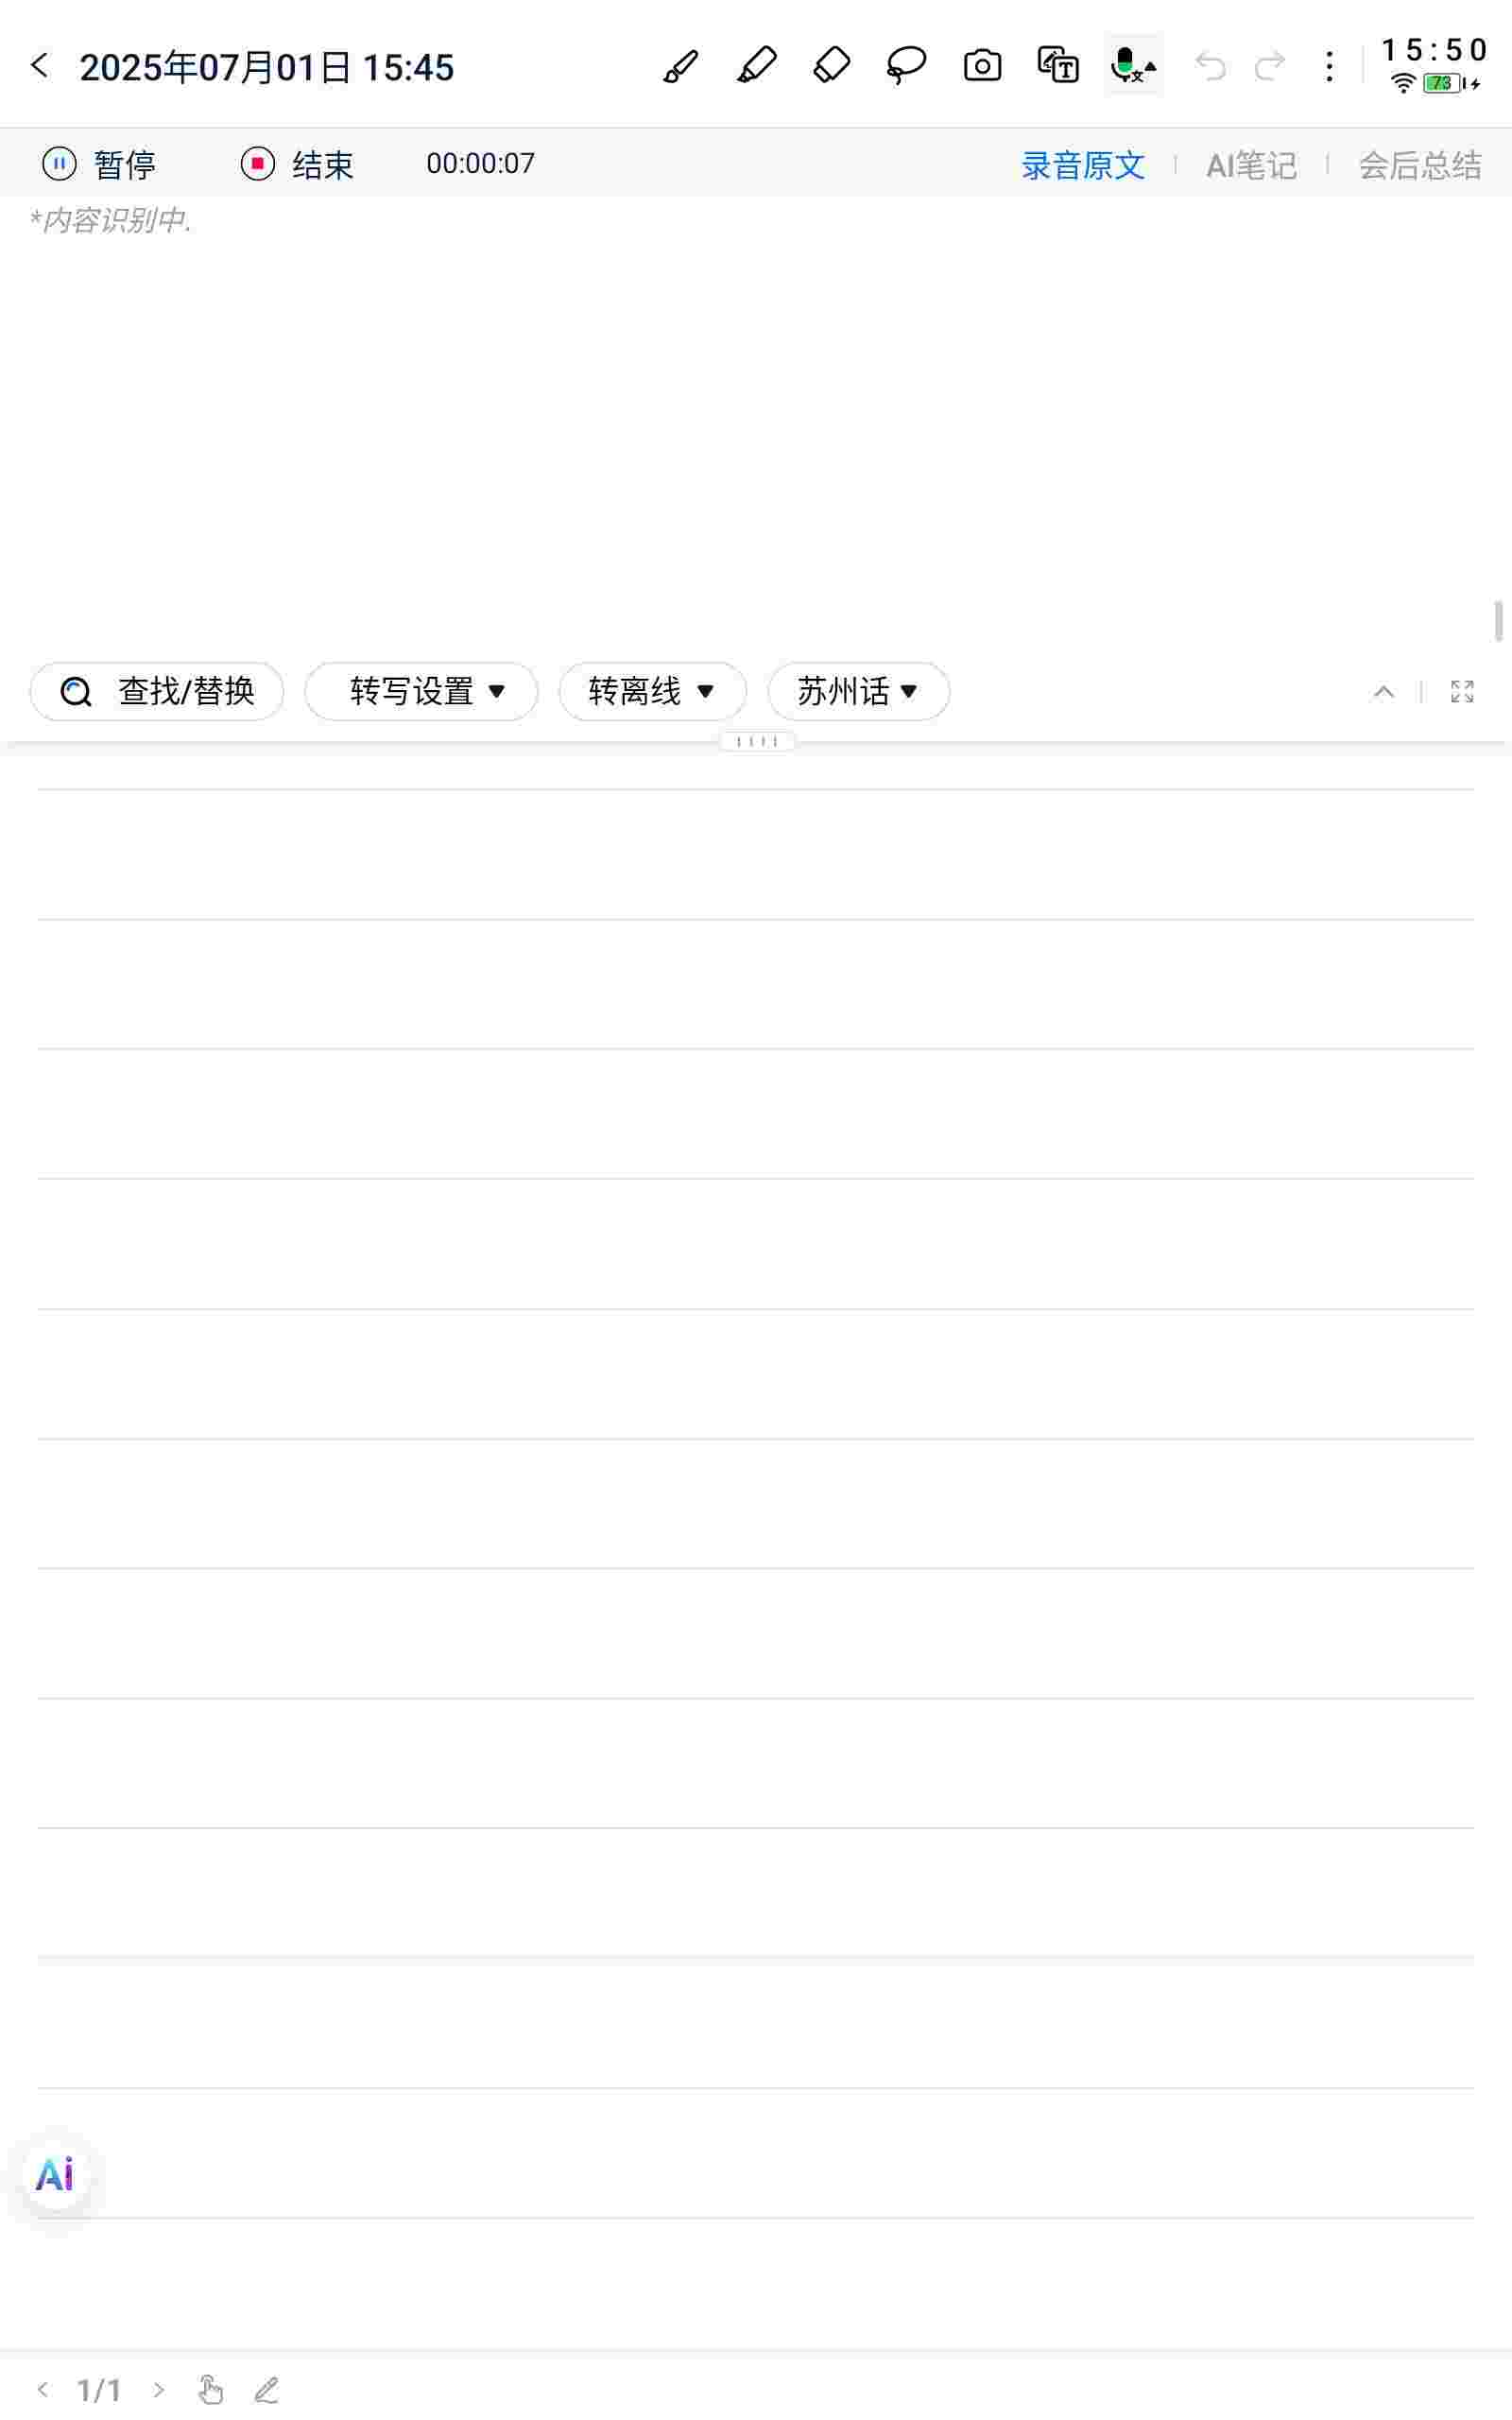 2025年07月01日 15:45
15:50
73
暂停 结束 00:00:07 录音原文 AI笔记 会后总结
*内容识别中.
查找/替换 转写设置 转离线 苏州话
Ai
1/1